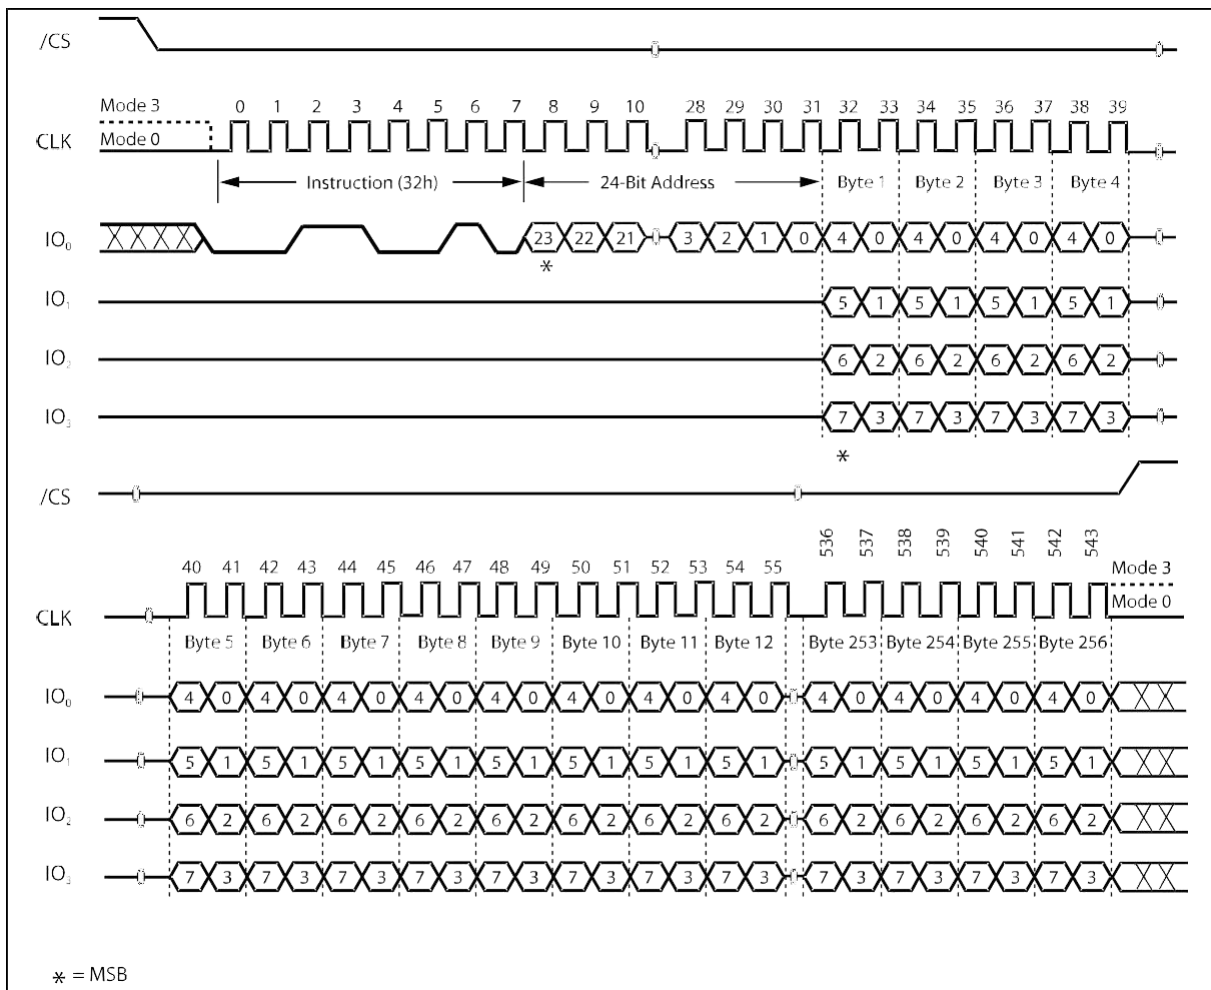 /CS
Mode 3
0 1 2 3 4 5 6 7 8 9 10 28 29 30 31 32 33 34 35 36 37 38 39
CLK
Mode 0
Instruction (32h) 24-Bit Address Byte 1 Byte 2 Byte 3 Byte 4
IO0 23 22 21 3 2 1 0 4 0 4 0 4 0 4 0
*
IO1 5 1 5 1 5 1 5 1
IO2 6 2 6 2 6 2 6 2
IO3 7 3 7 3 7 3 7 3
*
/CS
40 41 42 43 44 45 46 47 48 49 50 51 52 53 54 55 536 537 538 539 540 541 542 543
Mode 3
CLK
Mode 0
Byte 5 Byte 6 Byte 7 Byte 8 Byte 9 Byte 10 Byte 11 Byte 12 Byte 253 Byte 254 Byte 255 Byte 256
IO0 4 0 4 0 4 0 4 0 4 0 4 0 4 0 4 0 4 0 4 0 4 0 4 0
IO1 5 1 5 1 5 1 5 1 5 1 5 1 5 1 5 1 5 1 5 1 5 1 5 1
IO2 6 2 6 2 6 2 6 2 6 2 6 2 6 2 6 2 6 2 6 2 6 2 6 2
IO3 7 3 7 3 7 3 7 3 7 3 7 3 7 3 7 3 7 3 7 3 7 3 7 3
* = MSB